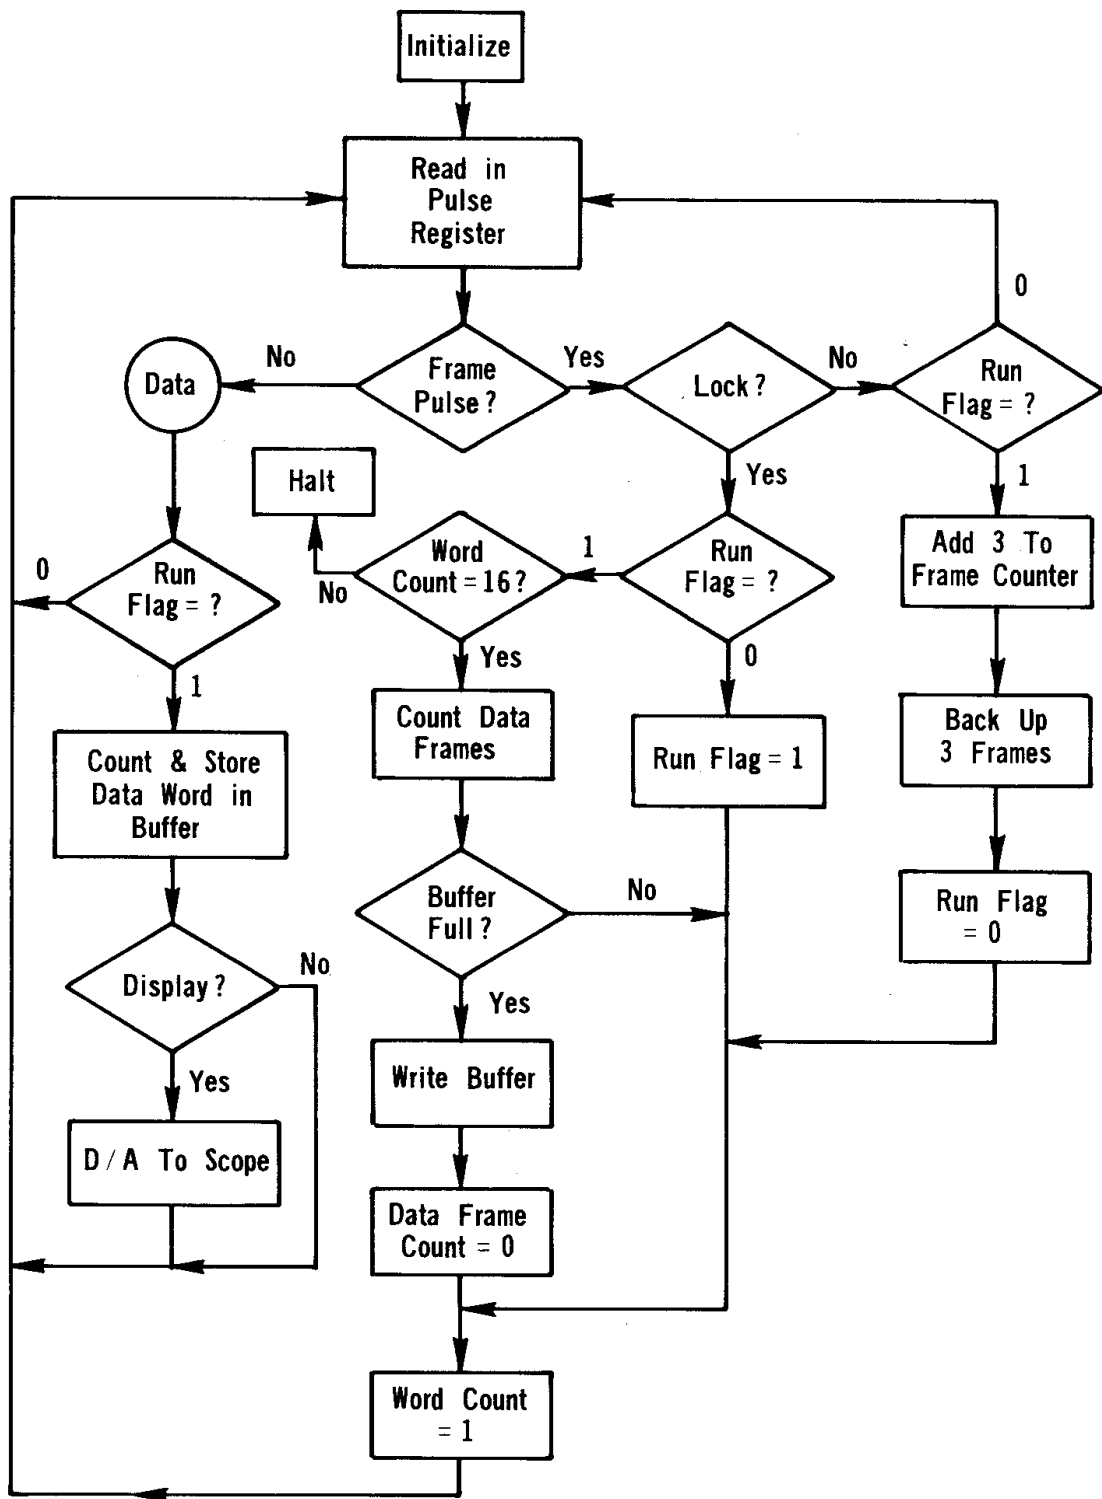 Initialize
Read in
Pulse
Register
0
Data
No
Frame
Pulse?
Yes
Lock?
No
Run
Flag = ?
Halt
Yes
1
0
Run
Flag = ?
No
Word
Count = 16?
1
Run
Flag = ?
Add 3 To
Frame Counter
1
Yes
0
Count & Store
Data Word in
Buffer
Count Data
Frames
Run Flag = 1
Back Up
3 Frames
Buffer
Full?
No
Run Flag
= 0
Display?
No
Yes
Yes
Write Buffer
D/A To Scope
Data Frame
Count = 0
Word Count
= 1